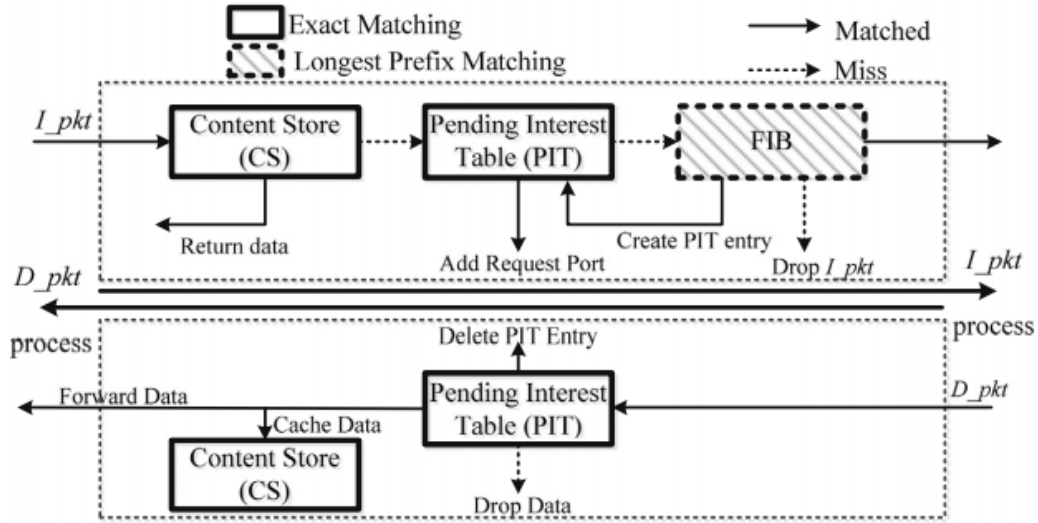 Exact Matching
Longest Prefix Matching
Matched
Miss
I_pkt
Content Store
(CS)
Pending Interest
Table (PIT)
FIB
Return data
Add Request Port
Create PIT entry
Drop I_pkt
D_pkt
I_pkt
process
process
Delete PIT Entry
Forward Data
Cache Data
Pending Interest
Table (PIT)
D_pkt
Content Store
(CS)
Drop Data